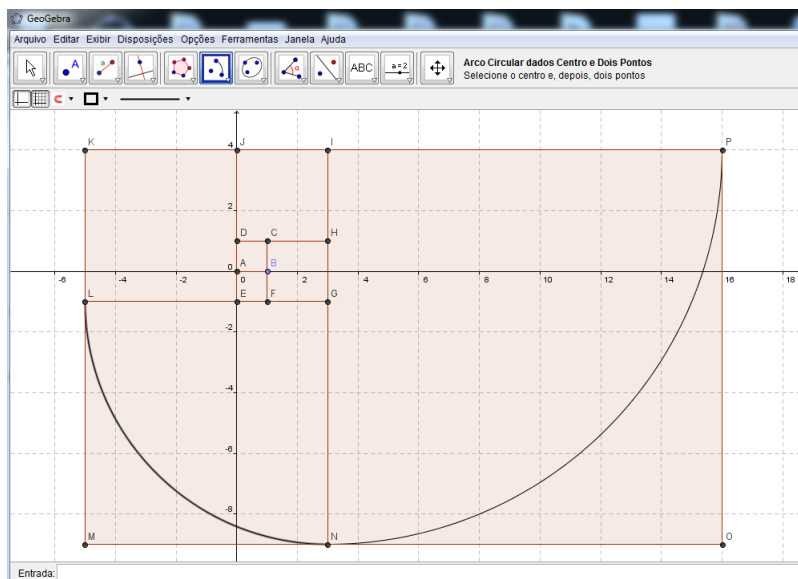 GeoGebra
Arquivo Editar Exibir Disposições Opções Ferramentas Janela Ajuda
A ABC a=2 Arco Circular dados Centro e Dois Pontos
Selecione o centro e, depois, dois pontos
K J I P
4
2
D C H
A B
0
-6 -4 -2 0 2 4 6 8 10 12 14 16 18
L E F G
-2
-4
-6
-8
M N O
Entrada: